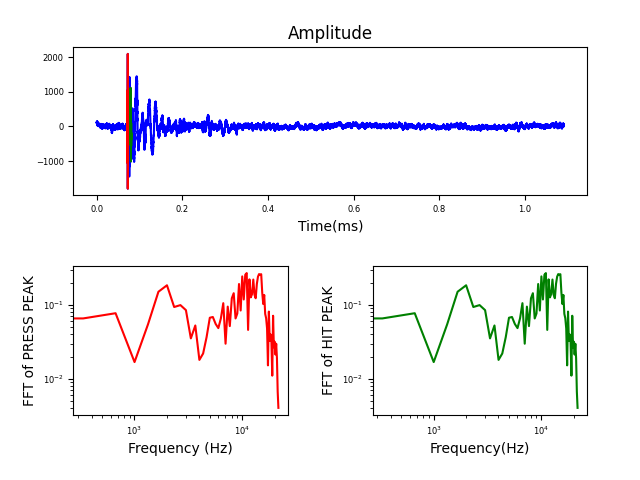 Amplitude
2000
1000
0
−1000
0.0 0.2 0.4 0.6 0.8 1.0
Time(ms)
FFT of PRESS PEAK
10⁻¹
10⁻²
10³ 10⁴
Frequency (Hz)
FFT of HIT PEAK
10⁻¹
10⁻²
10³ 10⁴
Frequency(Hz)